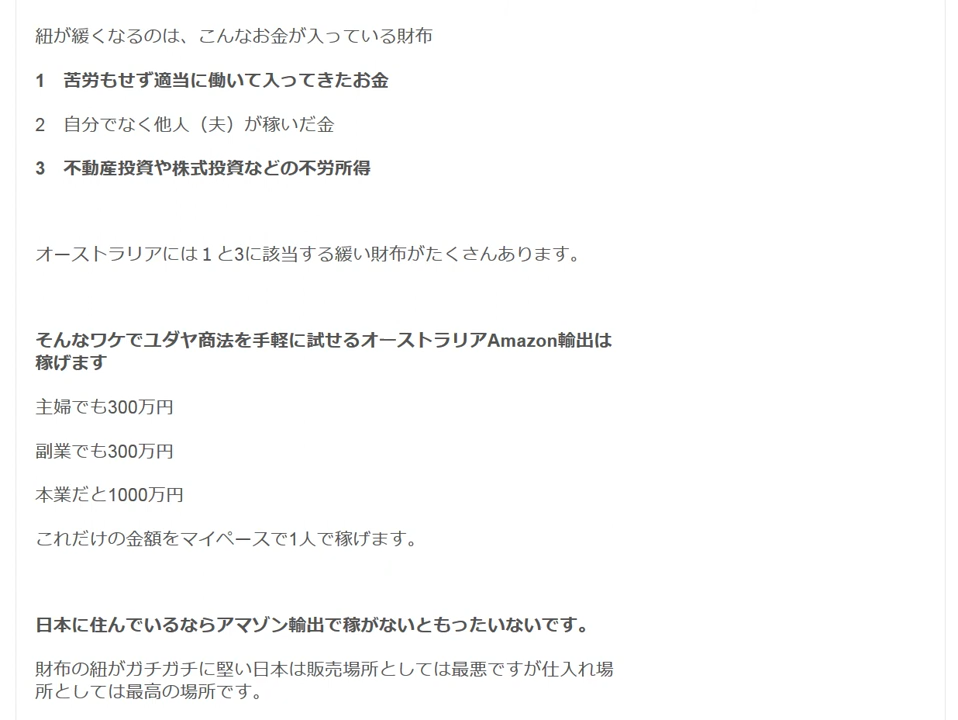 紐が緩くなるのは、こんなお金が入っている財布
1　苦労もせず適当に働いて入ってきたお金
2　自分でなく他人（夫）が稼いだ金
3　不動産投資や株式投資などの不労所得
オーストラリアには１と3に該当する緩い財布がたくさんあります。
そんなワケでユダヤ商法を手軽に試せるオーストラリアAmazon輸出は
稼げます
主婦でも300万円
副業でも300万円
本業だと1000万円
これだけの金額をマイペースで1人で稼げます。
日本に住んでいるならアマゾン輸出で稼がないともったいないです。
財布の紐がガチガチに堅い日本は販売場所としては最悪ですが仕入れ場
所としては最高の場所です。